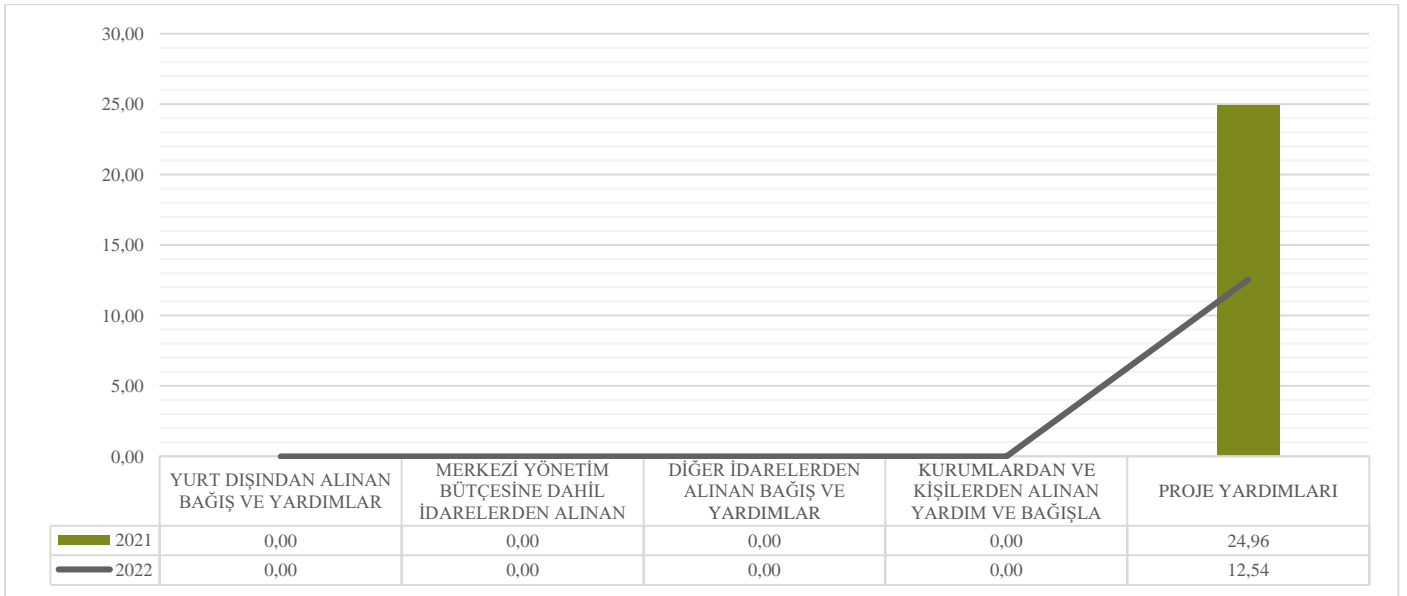 30,00
25,00
20,00
15,00
10,00
5,00
0,00
YURT DIŞINDAN ALINAN
BAĞIŞ VE YARDIMLAR
MERKEZİ YÖNETİM
BÜTÇESİNE DAHİL
İDARELERDEN ALINAN
DİĞER İDARELERDEN
ALINAN BAĞIŞ VE
YARDIMLAR
KURUMLARDAN VE
KİŞİLERDEN ALINAN
YARDIM VE BAĞIŞLA
PROJE YARDIMLARI
2021 0,00 0,00 0,00 0,00 24,96
2022 0,00 0,00 0,00 0,00 12,54